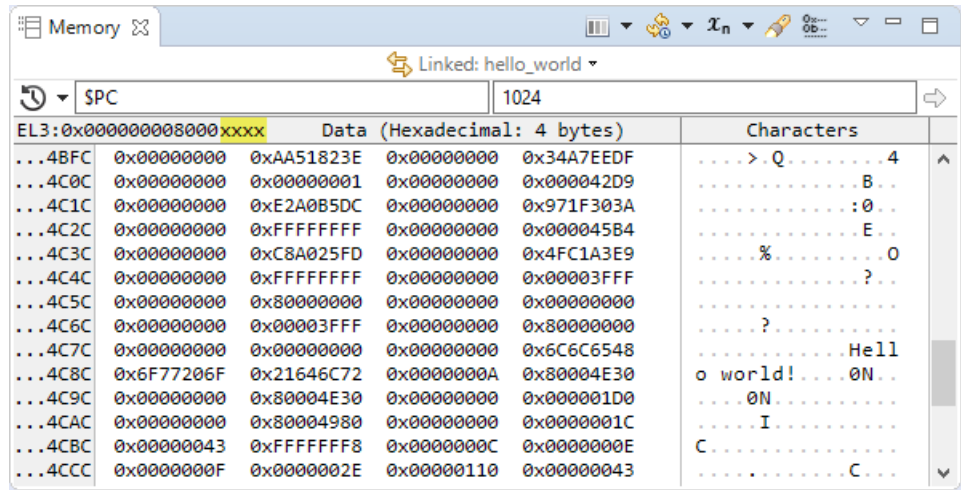 Memory
Linked: hello_world
$PC 1024
EL3:0x000000008000xxxx Data (Hexadecimal: 4 bytes) Characters
...4BFC 0x00000000 0xAA51823E 0x00000000 0x34A7EEDF ....>.Q........4
...4C0C 0x00000000 0x00000001 0x00000000 0x000042D9 .............B..
...4C1C 0x00000000 0xE2A0B5DC 0x00000000 0x971F303A ............:0..
...4C2C 0x00000000 0xFFFFFFFF 0x00000000 0x000045B4 .............E..
...4C3C 0x00000000 0xC8A025FD 0x00000000 0x4FC1A3E9 .....%.........O
...4C4C 0x00000000 0xFFFFFFFF 0x00000000 0x00003FFF .............?..
...4C5C 0x00000000 0x80000000 0x00000000 0x00000000 ................
...4C6C 0x00000000 0x00003FFF 0x00000000 0x80000000 .....?..........
...4C7C 0x00000000 0x00000000 0x00000000 0x6C6C6548 ............Hell
...4C8C 0x6F77206F 0x21646C72 0x0000000A 0x80004E30 o world!....0N..
...4C9C 0x80004E30 0x00000000 0x00000000 0x000001D0 ....0N..........
...4CAC 0x00000000 0x80004980 0x00000000 0x0000001C .....I..........
...4CBC 0x00000043 0xFFFFFFF8 0x0000000C 0x0000000E C...............
...4CCC 0x0000000F 0x0000002E 0x00000110 0x00000043 ............C...